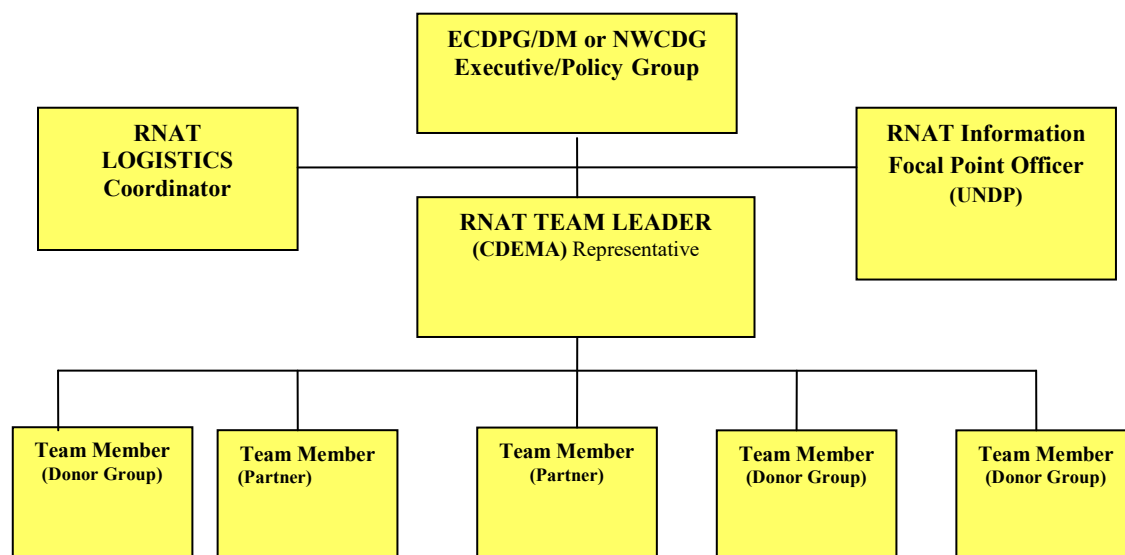 ECDPG/DM or NWCDG
Executive/Policy Group
RNAT
LOGISTICS
Coordinator
RNAT Information
Focal Point Officer
(UNDP)
RNAT TEAM LEADER
(CDEMA) Representative
Team Member
(Donor Group)
Team Member
(Partner)
Team Member
(Partner)
Team Member
(Donor Group)
Team Member
(Donor Group)